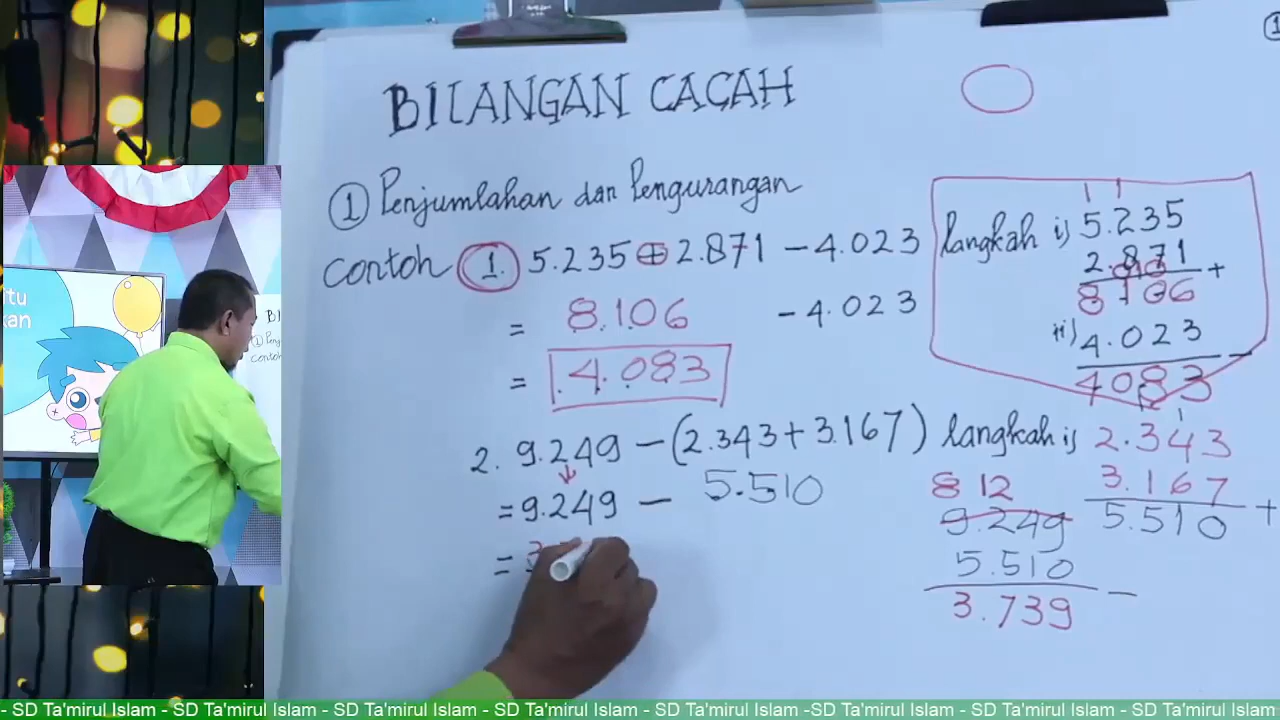 BILANGAN CACAH
① Penjumlahan dan Pengurangan
Contoh 1. 5.235 + 2.871 - 4.023
= 8.106 - 4.023
= 4.083
langkah i) 5.235
2.871 +
8106
ii) 4.023 -
4083
2. 9.249 - (2.343 + 3.167) langkah i) 2.343
3.167 +
5.510
= 9.249 - 5.510
8 12
9.249
5.510 -
3.739
=
itu
kan
- SD Ta'mirul Islam - SD Ta'mirul Islam - SD Ta'mirul Islam - SD Ta'mirul Islam - SD Ta'mirul Islam -SD Ta'mirul Islam - SD Ta'mirul Islam - SD Ta'mirul Islam